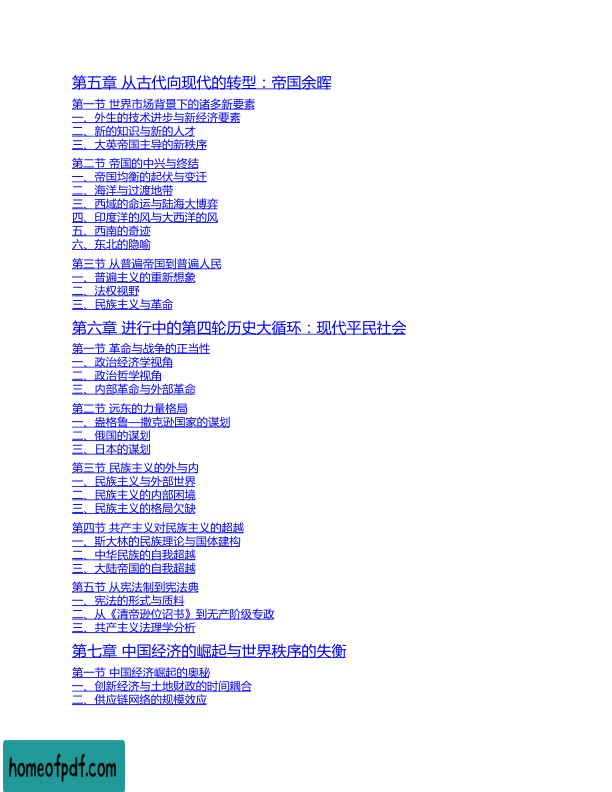 第五章 从古代向现代的转型：帝国余晖
第一节 世界市场背景下的诸多新要素
一、外生的技术进步与新经济要素
二、新的知识与新的人才
三、大英帝国主导的新秩序
第二节 帝国的中兴与终结
一、帝国均衡的起伏与变迁
二、海洋与过渡地带
三、西域的命运与陆海大博弈
四、印度洋的风与大西洋的风
五、西南的奇迹
六、东北的隐喻
第三节 从普遍帝国到普遍人民
一、普遍主义的重新想象
二、法权视野
三、民族主义与革命
第六章 进行中的第四轮历史大循环：现代平民社会
第一节 革命与战争的正当性
一、政治经济学视角
二、政治哲学视角
三、内部革命与外部革命
第二节 远东的力量格局
一、盎格鲁—撒克逊国家的谋划
二、俄国的谋划
三、日本的谋划
第三节 民族主义的外与内
一、民族主义与外部世界
二、民族主义的内部困境
三、民族主义的格局欠缺
第四节 共产主义对民族主义的超越
一、斯大林的民族理论与国体建构
二、中华民族的自我超越
三、大陆帝国的自我超越
第五节 从宪法制到宪法典
一、宪法的形式与质料
二、从《清帝逊位诏书》到无产阶级专政
三、共产主义法理学分析
第七章 中国经济的崛起与世界秩序的失衡
第一节 中国经济崛起的奥秘
一、创新经济与土地财政的时间耦合
二、供应链网络的规模效应
homeofpdf.com